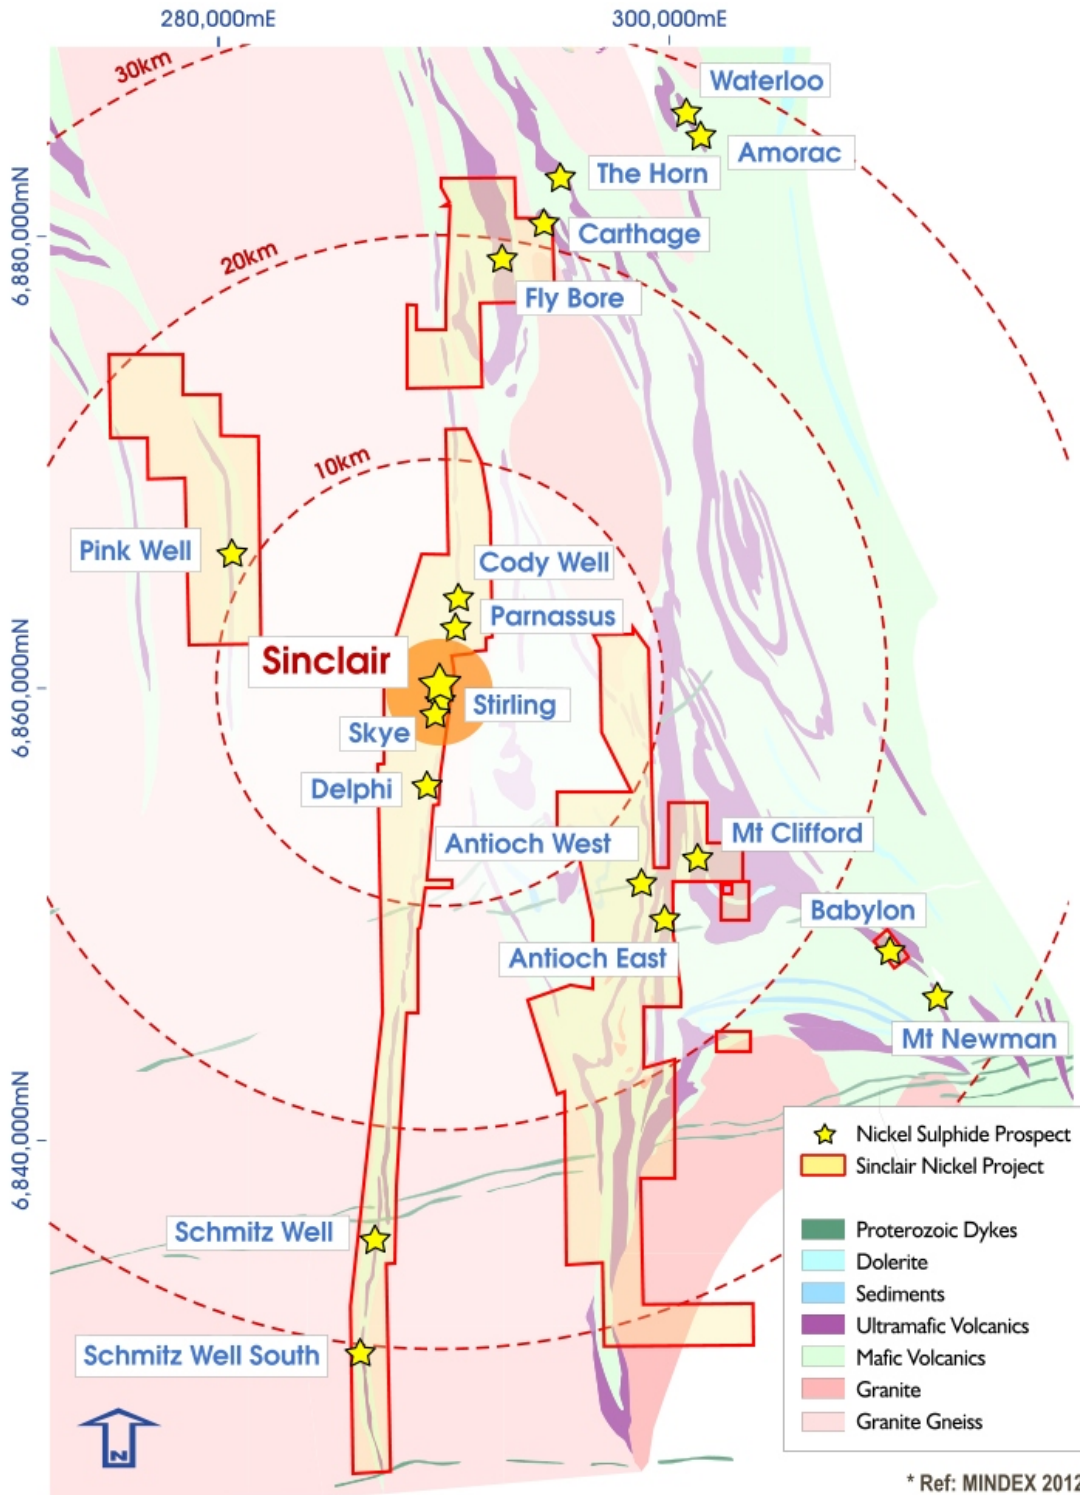 280,000mE
300,000mE
30km
Waterloo
Amorac
The Horn
6,880,000mN
Carthage
20km
Fly Bore
10km
Pink Well
Cody Well
Parnassus
Sinclair
6,860,000mN
Stirling
Skye
Delphi
Mt Clifford
Antioch West
Babylon
Antioch East
Mt Newman
6,840,000mN
Nickel Sulphide Prospect
Sinclair Nickel Project
Proterozoic Dykes
Dolerite
Sediments
Ultramafic Volcanics
Mafic Volcanics
Granite
Granite Gneiss
Schmitz Well
Schmitz Well South
N
* Ref: MINDEX 2012